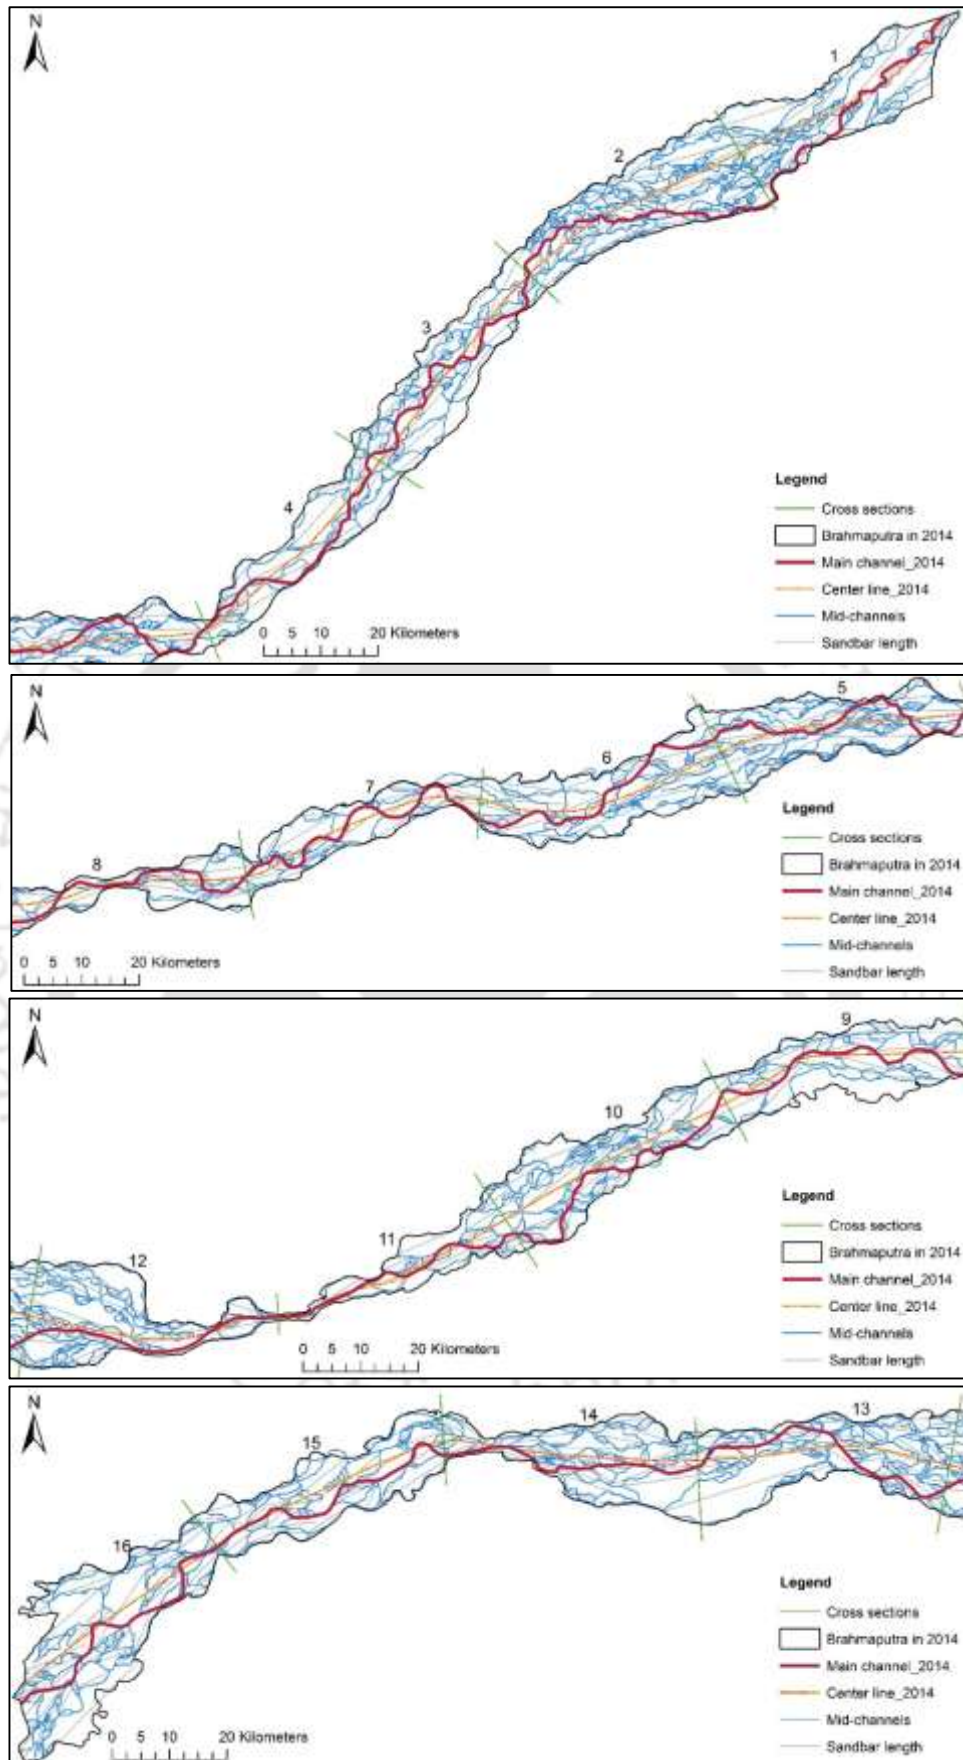 N
1
2
3
4
Legend
Cross sections
Brahmaputra in 2014
Main channel_2014
Center line_2014
Mid-channels
Sandbar length
0 5 10 20 Kilometers
N
5
6
7
8
Legend
Cross sections
Brahmaputra in 2014
Main channel_2014
Center line_2014
Mid-channels
Sandbar length
0 5 10 20 Kilometers
N
9
10
11
12
Legend
Cross sections
Brahmaputra in 2014
Main channel_2014
Center line_2014
Mid-channels
Sandbar length
0 5 10 20 Kilometers
N
13
14
15
16
Legend
Cross sections
Brahmaputra in 2014
Main channel_2014
Center line_2014
Mid-channels
Sandbar length
0 5 10 20 Kilometers